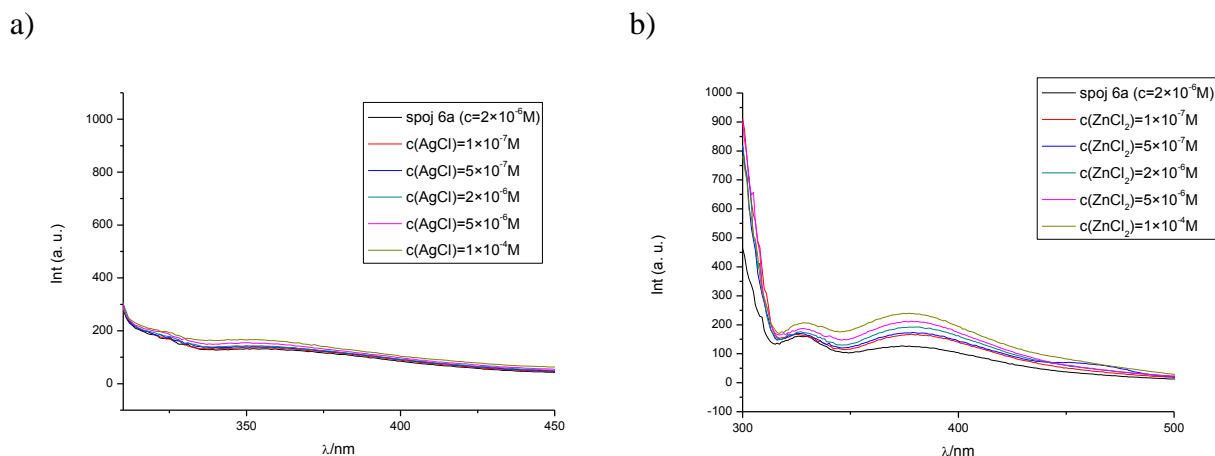 a)
b)
spoj 6a (c=2×10⁻⁶M)
c(AgCl)=1×10⁻⁷M
c(AgCl)=5×10⁻⁷M
c(AgCl)=2×10⁻⁶M
c(AgCl)=5×10⁻⁶M
c(AgCl)=1×10⁻⁴M
1000
800
600
400
200
0
Int (a. u.)
350
400
450
λ/nm
spoj 6a (c=2×10⁻⁶M)
c(ZnCl₂)=1×10⁻⁷M
c(ZnCl₂)=5×10⁻⁷M
c(ZnCl₂)=2×10⁻⁶M
c(ZnCl₂)=5×10⁻⁶M
c(ZnCl₂)=1×10⁻⁴M
1000
900
800
700
600
500
400
300
200
100
0
-100
Int (a. u.)
300
350
400
450
500
λ/nm